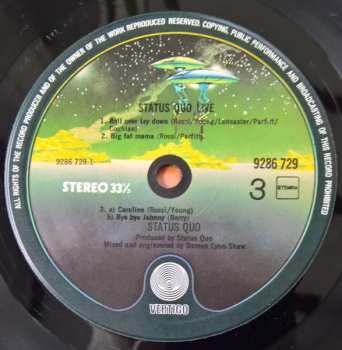 ALL RIGHTS OF THE RECORD PRODUCER AND OF THE OWNER OF THE WORK REPRODUCED RESERVED. COPYING, PUBLIC PERFORMANCE AND BROADCASTING OF THIS RECORD PROHIBITED
STATUS QUO LIVE
1. Roll over lay down (Rossi/Young/Lancaster/Parfitt/
Coghlan)
2. Big fat mama (Rossi/Parfitt)
9286 729.1
9286 729
STEREO 33⅓
3
STEMRA
3. a) Caroline (Rossi/Young)
b) Bye bye Johnny (Berry)
STATUS QUO
Produced by Status Quo
Mixed and engineered by Damon Lyon-Shaw
VERTIGO